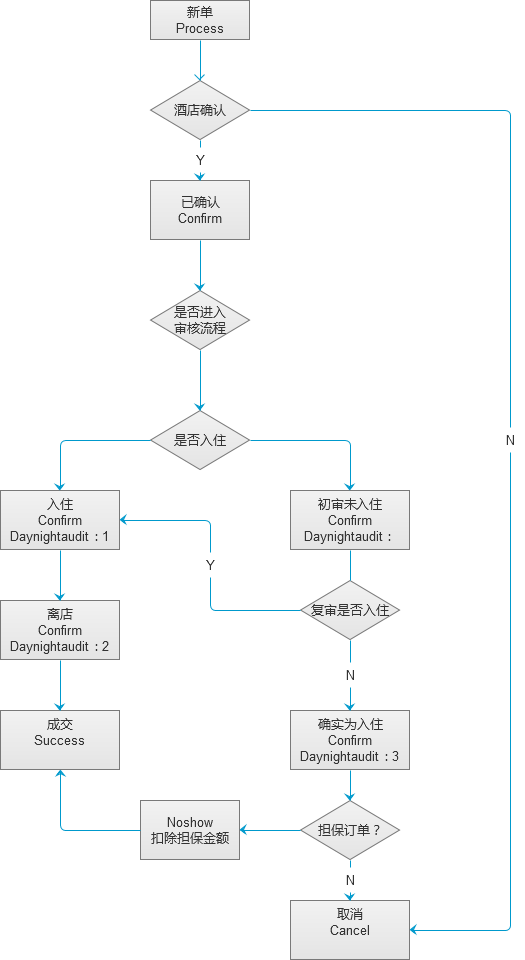 新单
Process
酒店确认
Y
已确认
Confirm
是否进入
审核流程
是否入住
N
入住
Confirm
Daynightaudit：1
初审未入住
Confirm
Daynightaudit：
Y
离店
Confirm
Daynightaudit：2
复审是否入住
N
成交
Success
确实为入住
Confirm
Daynightaudit：3
Noshow
扣除担保金额
担保订单？
N
取消
Cancel